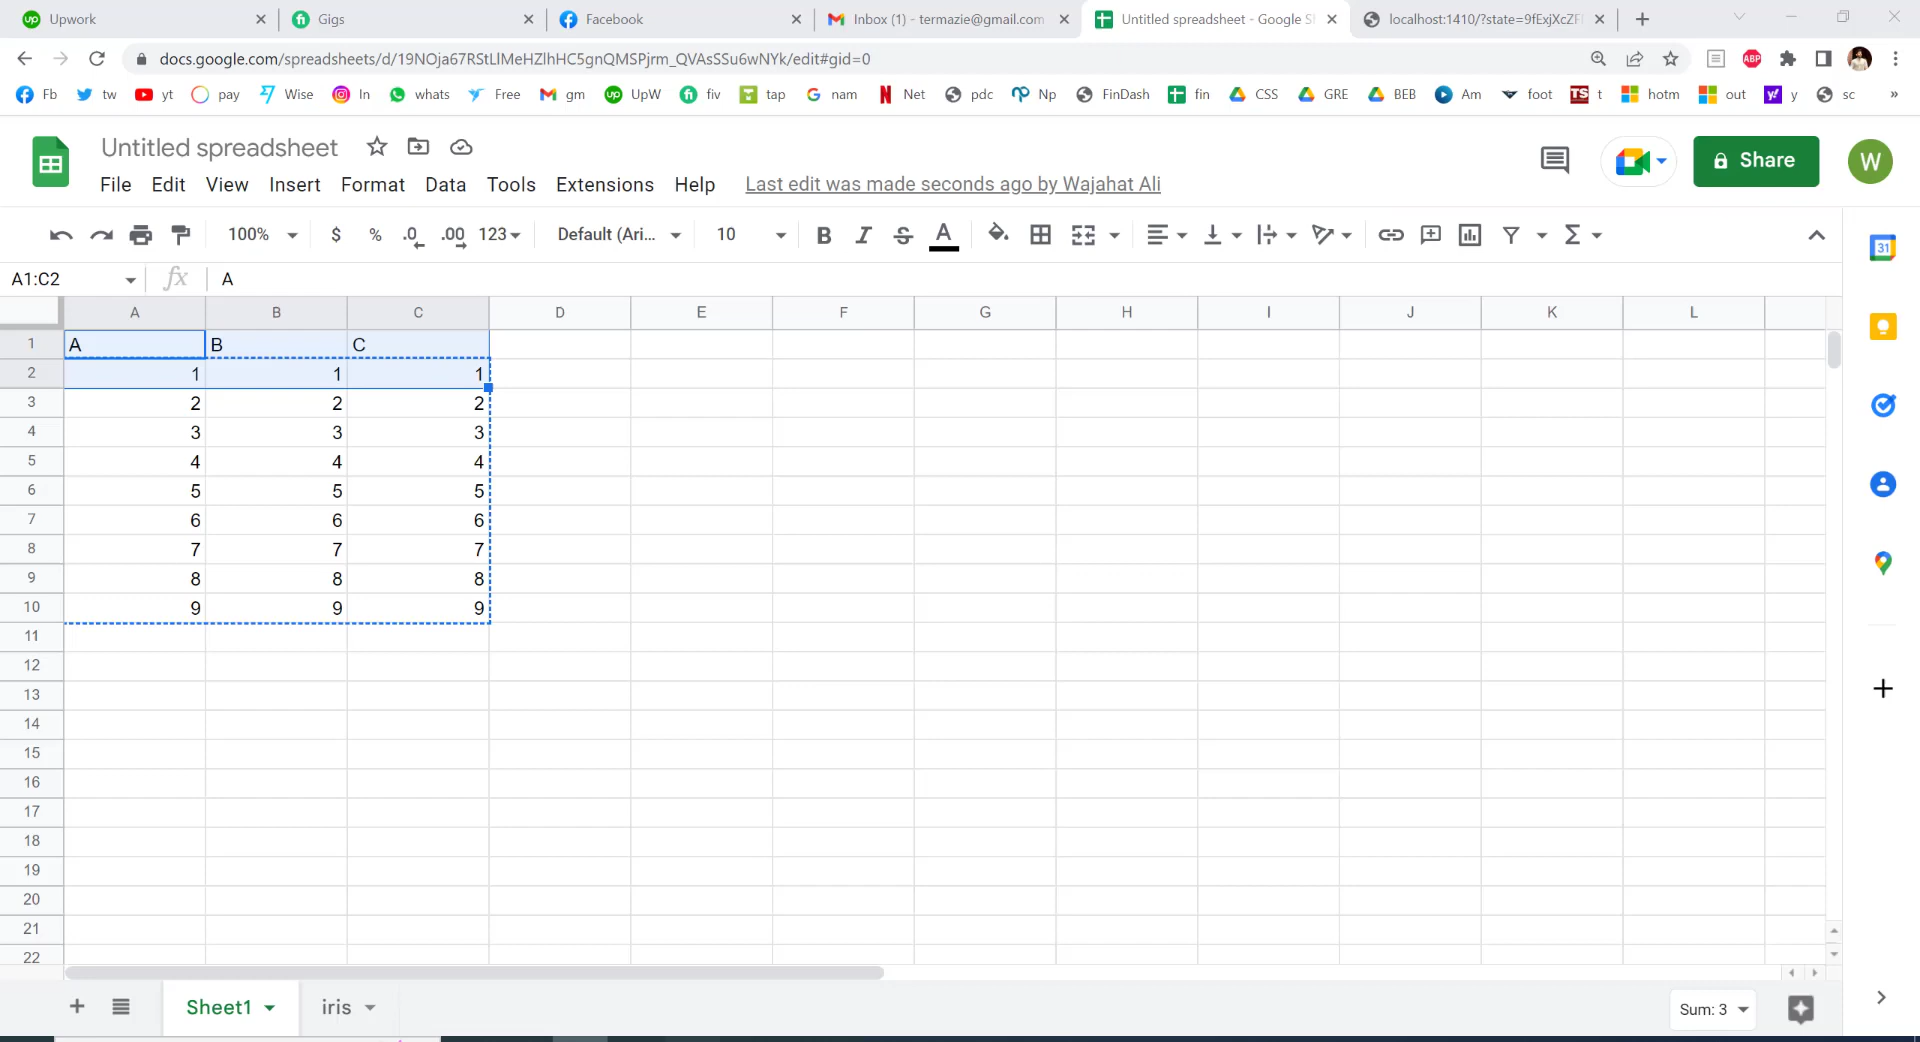 Upwork
Gigs
Facebook
Inbox (1) - termazie@gmail.com
Untitled spreadsheet - Google S
localhost:1410/?state=9fExjXcZF
docs.google.com/spreadsheets/d/19NOja67RStLlMeHZlhHC5gnQMSPjrm_QVAsSSu6wNYk/edit#gid=0
ABP
Fb tw yt pay Wise In whats Free gm UpW fiv tap nam Net pdc Np FinDash fin CSS GRE BEB Am foot TS t hotm out y sc »
Untitled spreadsheet
Share
W
File Edit View Insert Format Data Tools Extensions Help Last edit was made seconds ago by Wajahat Ali
100% $ % .0 .00 123 Default (Ari... 10 B I S A Σ
31
A1:C2 fx A
A B C D E F G H I J K L
1 A B C
2 1 1 1
3 2 2 2
4 3 3 3
5 4 4 4
6 5 5 5
7 6 6 6
8 7 7 7
9 8 8 8
10 9 9 9
11
12
13
14
15
16
17
18
19
20
21
22
Sheet1 iris Sum: 3